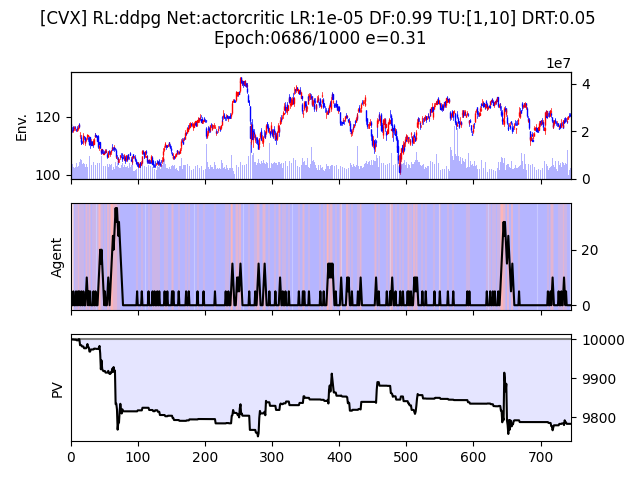 [CVX] RL:ddpg Net:actorcritic LR:1e-05 DF:0.99 TU:[1,10] DRT:0.05
Epoch:0686/1000 e=0.31
1e7
Env.
120
100
4
2
0
Agent
20
0
PV
10000
9900
9800
0 100 200 300 400 500 600 700